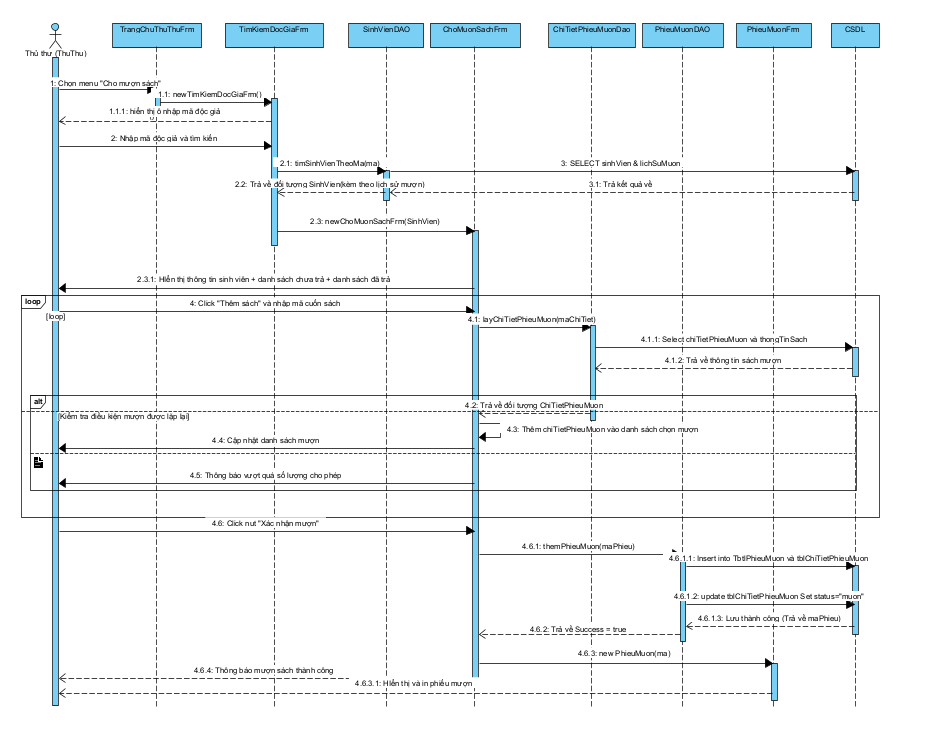 TrangChuThuThuFrm
TimKiemDocGiaFrm
SinhVienDAO
ChoMuonSachFrm
ChiTietPhieuMuonDao
PhieuMuonDAO
PhieuMuonFrm
CSDL
Thủ thư (ThuThu)
1: Chọn menu "Cho mượn sách"
1.1: newTimKiemDocGiaFrm()
1.1.1: hiển thị ô nhập mã độc giả
2: Nhập mã độc giả và tìm kiến
2.1: timSinhVienTheoMa(ma)
3: SELECT sinhVien & lichSuMuon
2.2: Trả về đối tượng SinhVien(kèm theo lịch sử mượn)
3.1: Trả kết quả về
2.3: newChoMuonSachFrm(SinhVien)
2.3.1: Hiển thị thông tin sinh viên + danh sách chưa trả + danh sách đã trả
loop
4: Click "Thêm sách" và nhập mã cuốn sách
[loop]
4.1: layChiTietPhieuMuon(maChiTiet)
4.1.1: Select chiTietPhieuMuon và thongTinSach
4.1.2: Trả về thông tin sách mượn
alt
4.2: Trả về đối tượng ChiTietPhieuMuon
[Kiểm tra điều kiện mượn được lặp lại]
4.3: Thêm chiTietPhieuMuon vào danh sách chọn mượn
4.4: Cập nhật danh sách mượn
4.5: Thông báo vượt quá số lượng cho phép
4.6: Click nut "Xác nhận mượn"
4.6.1: themPhieuMuon(maPhieu)
4.6.1.1: Insert into TbtlPhieuMuon và tblChiTietPhieuMuon
4.6.1.2: update tblChiTietPhieuMuon Set status="muon"
4.6.1.3: Lưu thành công (Trả về maPhieu)
4.6.2: Trả về Success = true
4.6.3: new PhieuMuon(ma)
4.6.4: Thông báo mượn sách thành công
4.6.3.1: Hiển thị và in phiếu mượn